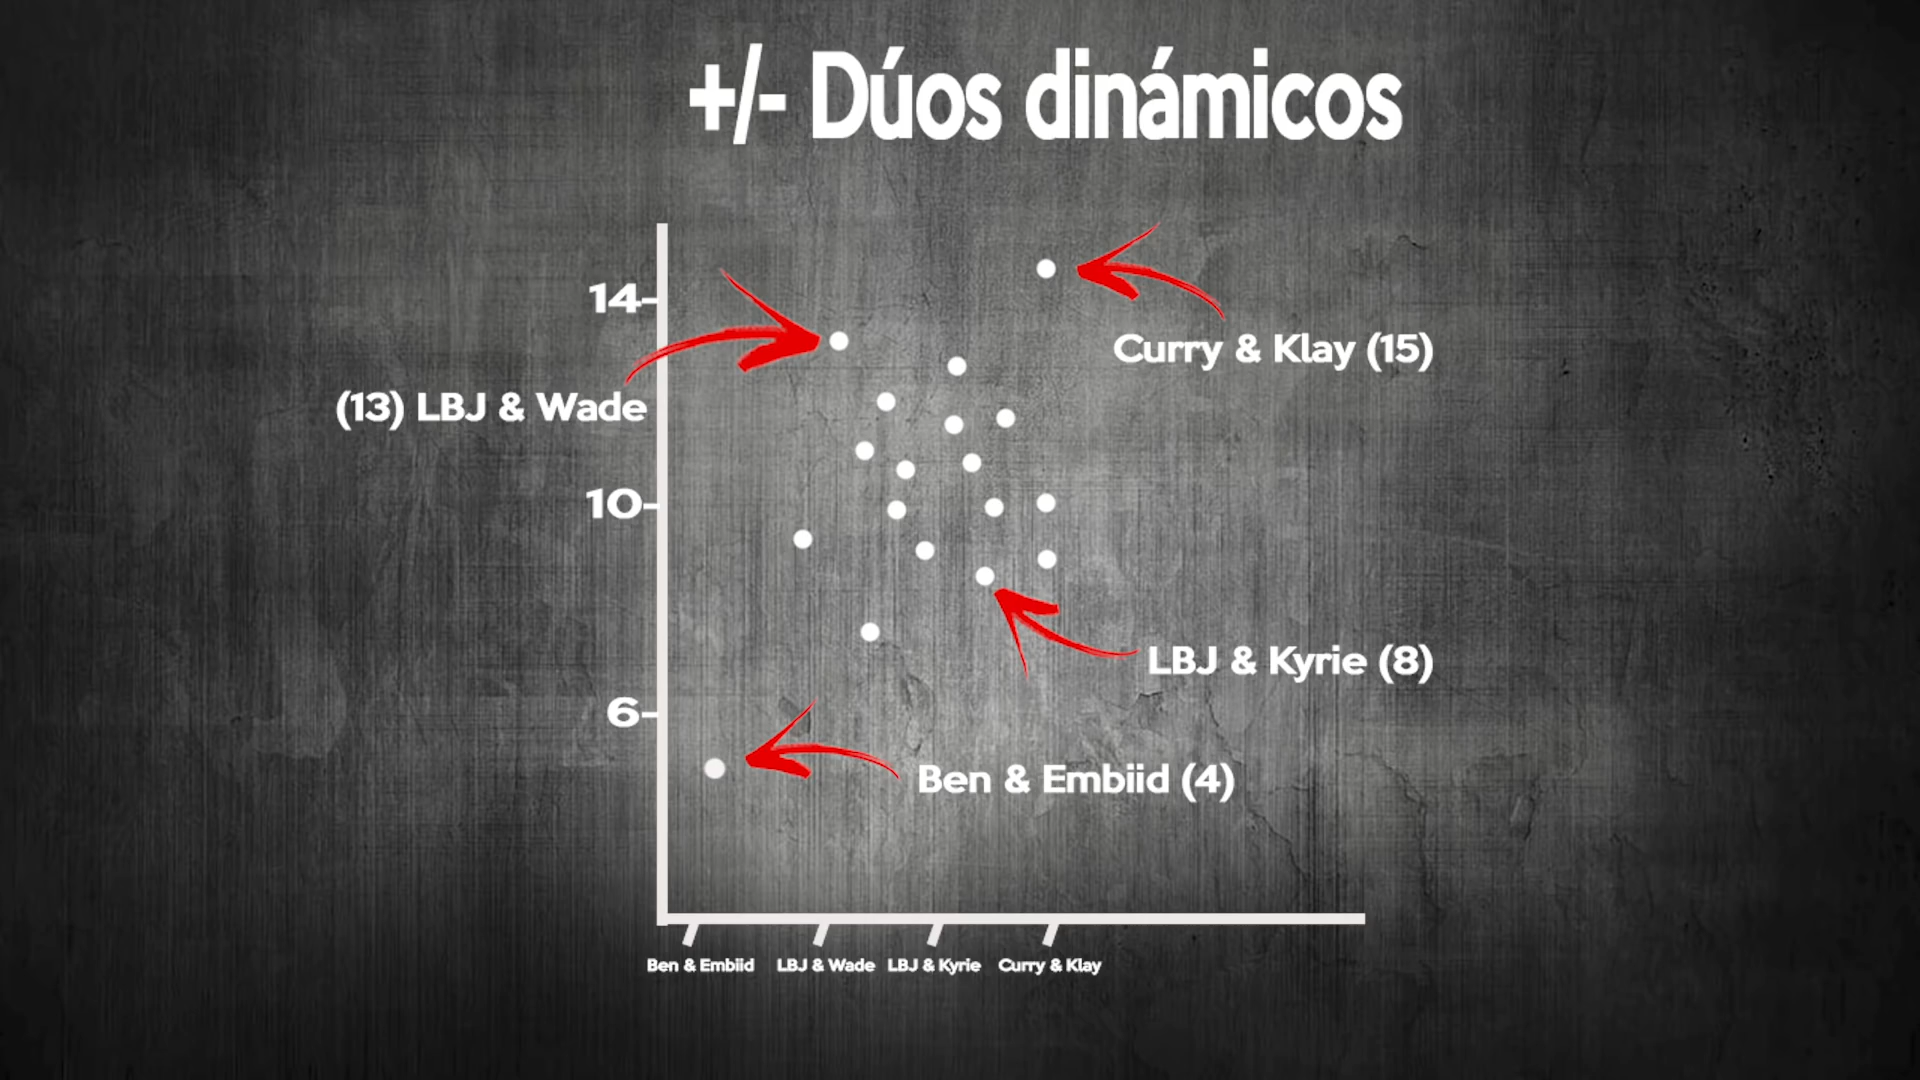 +/- Dúos dinámicos
14-
Curry & Klay (15)
(13) LBJ & Wade
10-
LBJ & Kyrie (8)
6-
Ben & Embiid (4)
Ben & Embiid
LBJ & Wade
LBJ & Kyrie
Curry & Klay